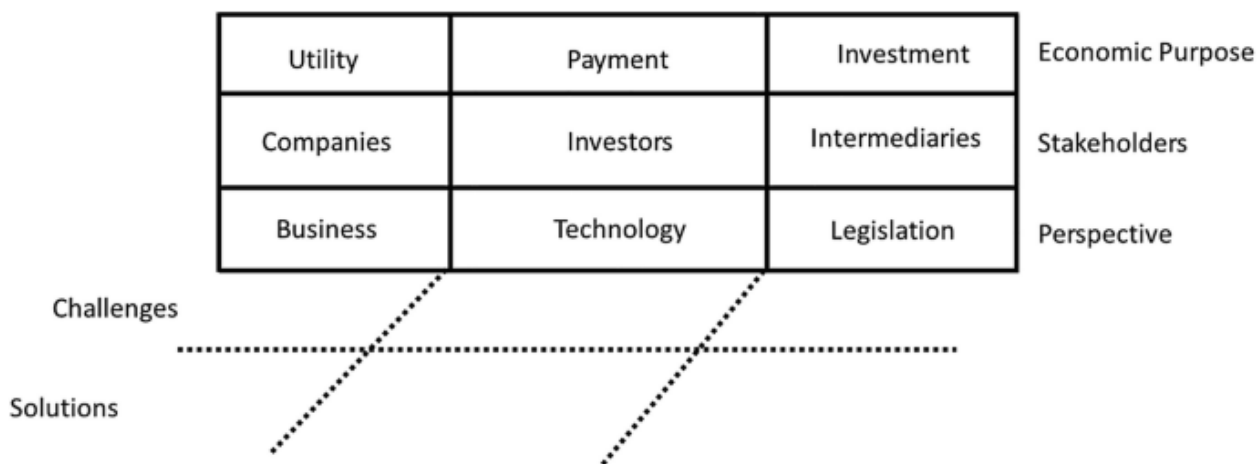 Utility Payment Investment Economic Purpose
Companies Investors Intermediaries Stakeholders
Business Technology Legislation Perspective
Challenges
Solutions